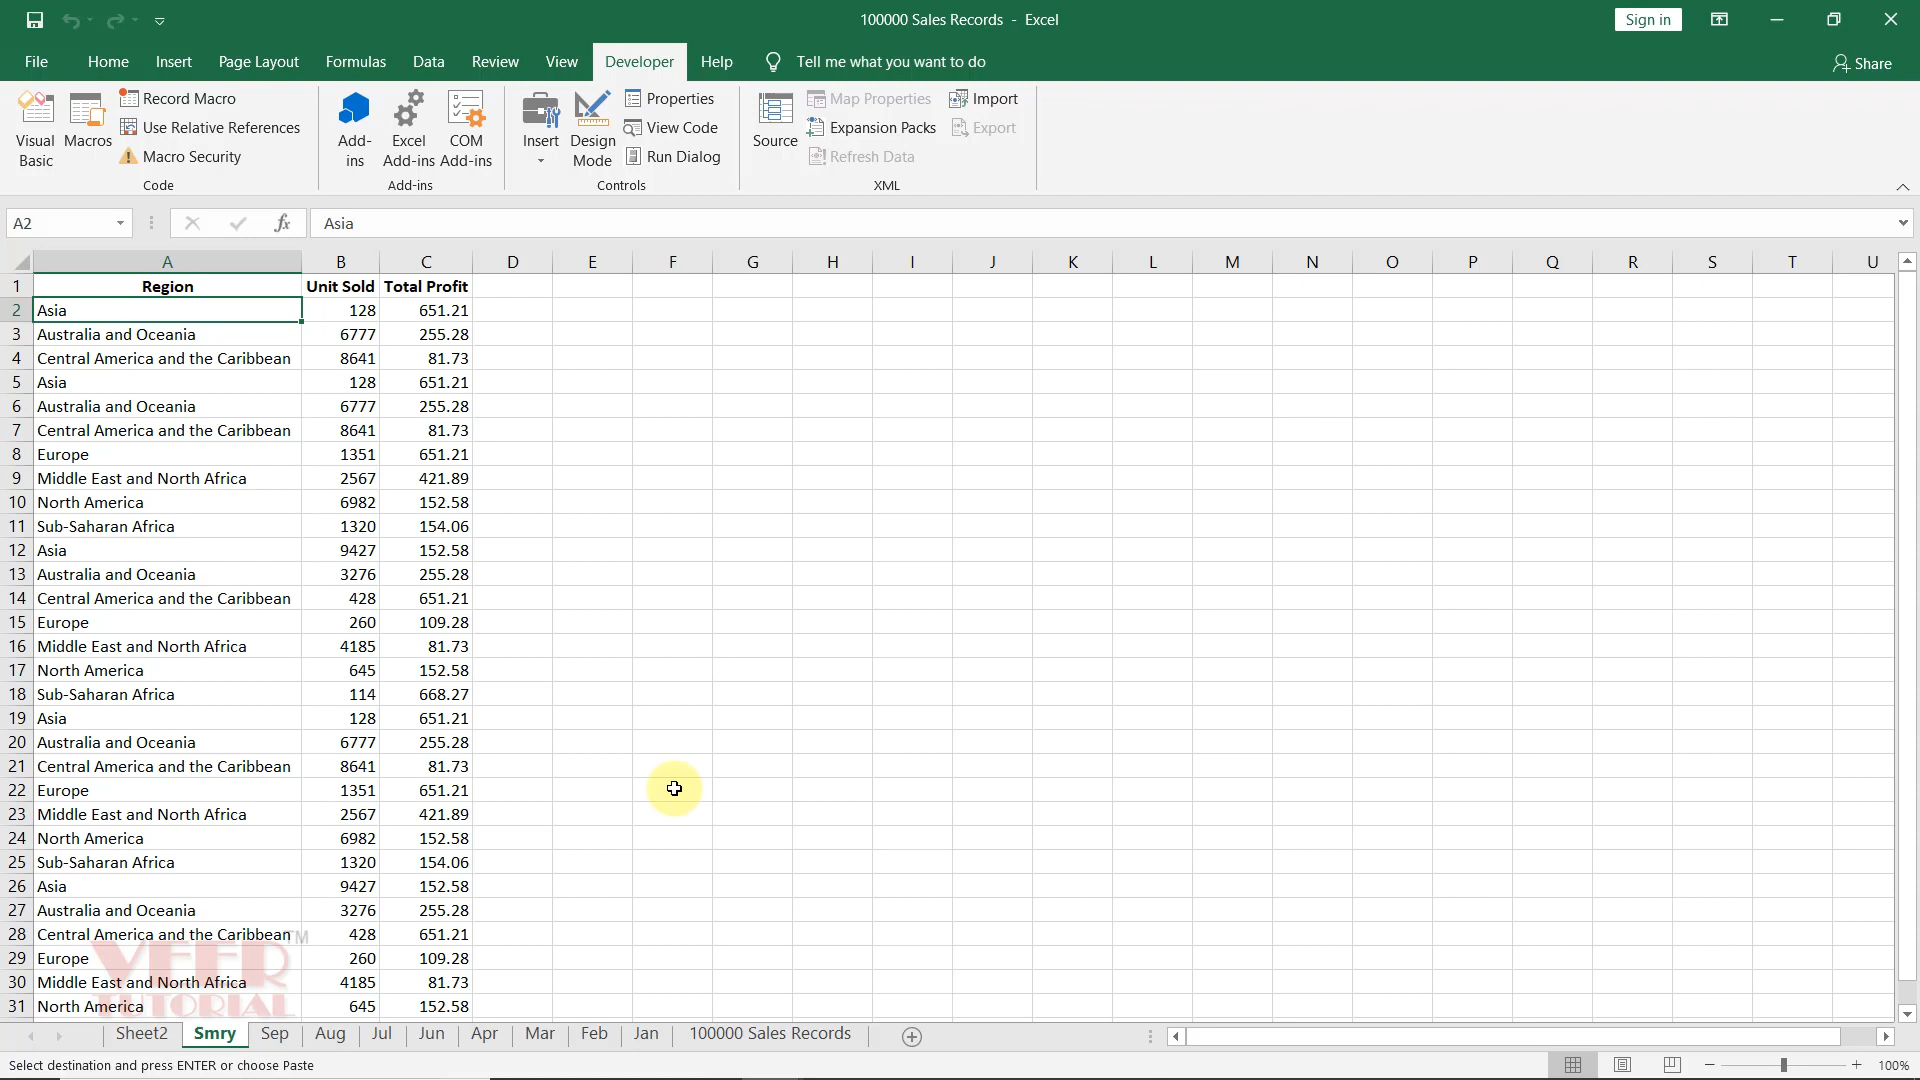 100000 Sales Records - Excel
Sign in
File Home Insert Page Layout Formulas Data Review View Developer Help Tell me what you want to do Share
Visual Basic
Macros
Record Macro
Use Relative References
Macro Security
Code
Add-ins
Excel Add-ins
COM Add-ins
Add-ins
Insert
Design Mode
Properties
View Code
Run Dialog
Controls
Source
Map Properties
Expansion Packs
Refresh Data
Import
Export
XML
A2 fx Asia
A B C D E F G H I J K L M N O P Q R S T U
1 Region Unit Sold Total Profit
2 Asia 128 651.21
3 Australia and Oceania 6777 255.28
4 Central America and the Caribbean 8641 81.73
5 Asia 128 651.21
6 Australia and Oceania 6777 255.28
7 Central America and the Caribbean 8641 81.73
8 Europe 1351 651.21
9 Middle East and North Africa 2567 421.89
10 North America 6982 152.58
11 Sub-Saharan Africa 1320 154.06
12 Asia 9427 152.58
13 Australia and Oceania 3276 255.28
14 Central America and the Caribbean 428 651.21
15 Europe 260 109.28
16 Middle East and North Africa 4185 81.73
17 North America 645 152.58
18 Sub-Saharan Africa 114 668.27
19 Asia 128 651.21
20 Australia and Oceania 6777 255.28
21 Central America and the Caribbean 8641 81.73
22 Europe 1351 651.21
23 Middle East and North Africa 2567 421.89
24 North America 6982 152.58
25 Sub-Saharan Africa 1320 154.06
26 Asia 9427 152.58
27 Australia and Oceania 3276 255.28
28 Central America and the Caribbean 428 651.21
29 Europe 260 109.28
30 Middle East and North Africa 4185 81.73
31 North America 645 152.58
VEER TM
TUTORIAL
Sheet2 Smry Sep Aug Jul Jun Apr Mar Feb Jan 100000 Sales Records
Select destination and press ENTER or choose Paste
100%